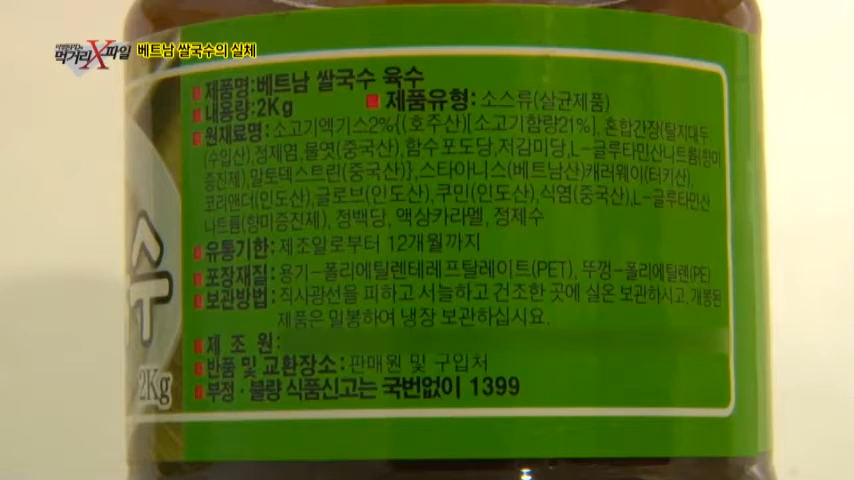 먹거리X파일 베트남 쌀국수의 실체
제품명:베트남 쌀국수 육수
내용량:2Kg 제품유형: 소스류(살균제품)
원재료명: 소고기엑기스2%{(호주산)[소고기함량21%], 혼합간장(탈지대두
(수입산),정제염,물엿(중국산),함수포도당,저감미당,L-글루타민산나트륨(향미
증진제),말토덱스트린(중국산)},스타아니스(베트남산)캐러웨이(터키산),
코리앤더(인도산),글로브(인도산),쿠민(인도산),식염(중국산),L-글루타민산
나트륨(향미증진제), 정백당, 액상카라멜, 정제수
유통기한: 제조일로부터 12개월까지
포장재질: 용기-폴리에틸렌테레프탈레이트(PET), 뚜껑-폴리에틸렌(PE)
보관방법: 직사광선을 피하고 서늘하고 건조한 곳에 실온 보관하시고, 개봉된
제품은 밀봉하여 냉장 보관하십시요.
제 조 원:
반품 및 교환장소: 판매원 및 구입처
부정·불량 식품신고는 국번없이 1399
수
2Kg